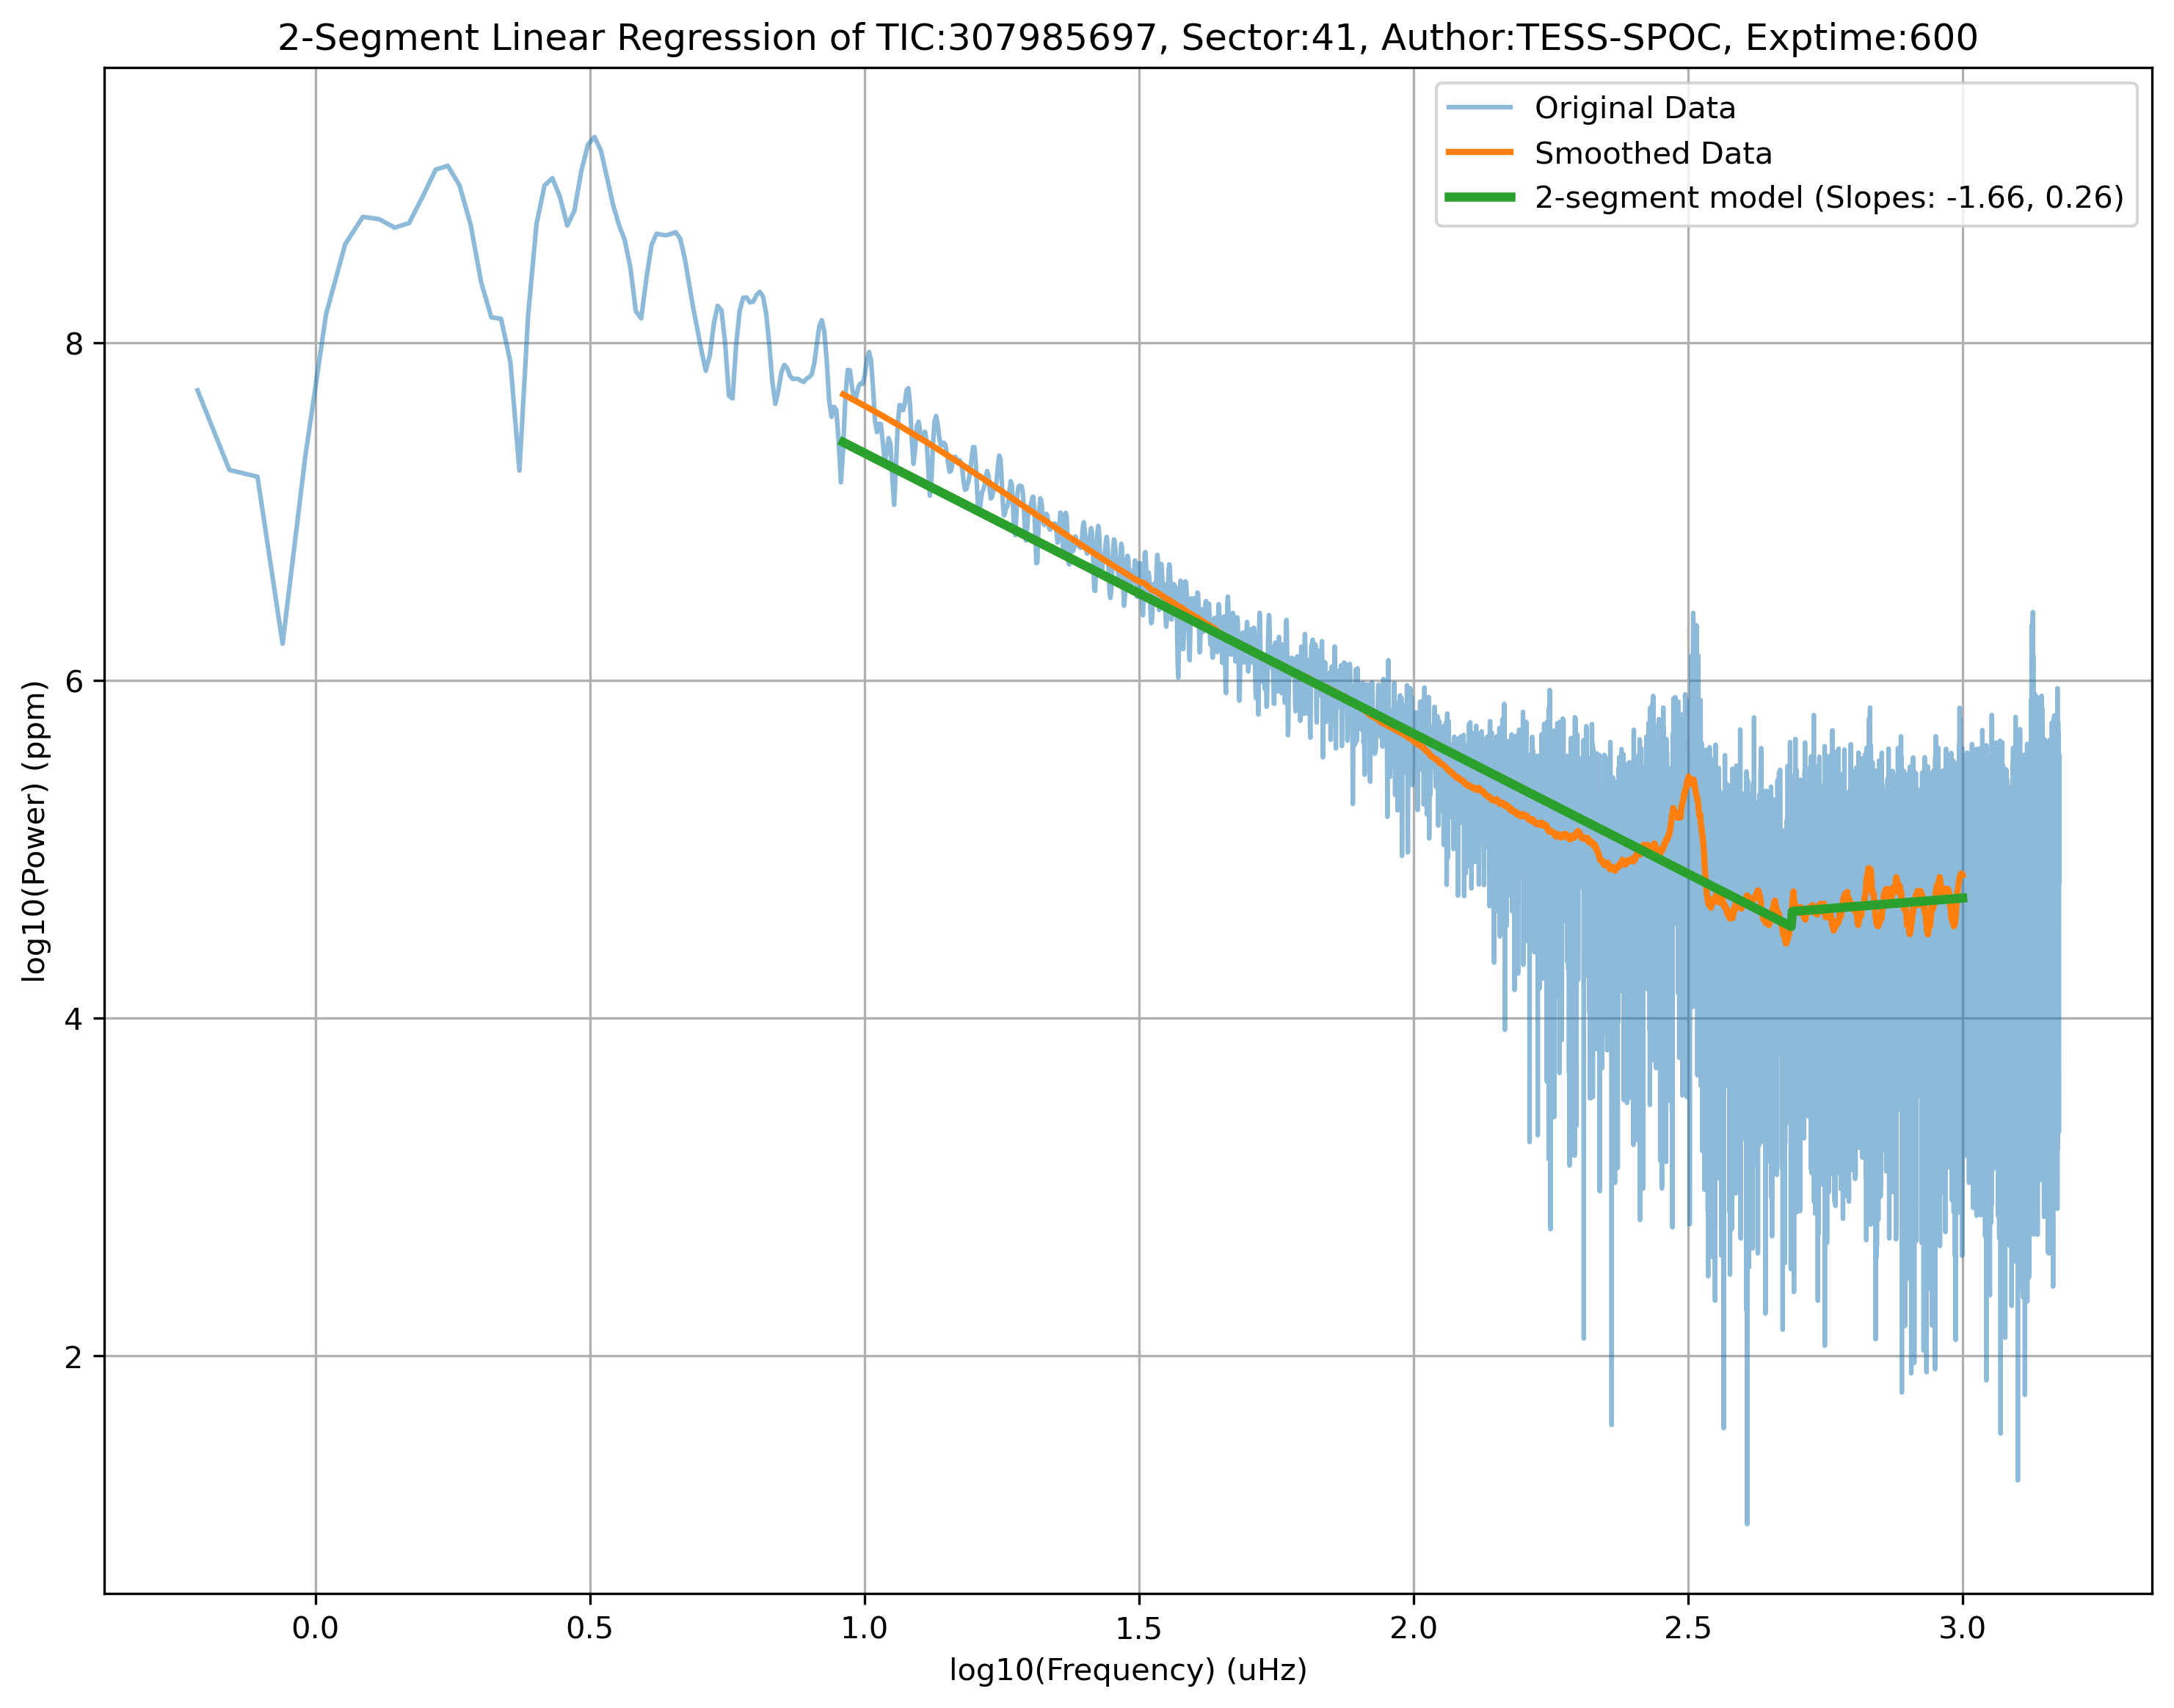 2-Segment Linear Regression of TIC:307985697, Sector:41, Author:TESS-SPOC, Exptime:600
Original Data
Smoothed Data
2-segment model (Slopes: -1.66, 0.26)
log10(Power) (ppm)
8
6
4
2
0.0 0.5 1.0 1.5 2.0 2.5 3.0
log10(Frequency) (uHz)